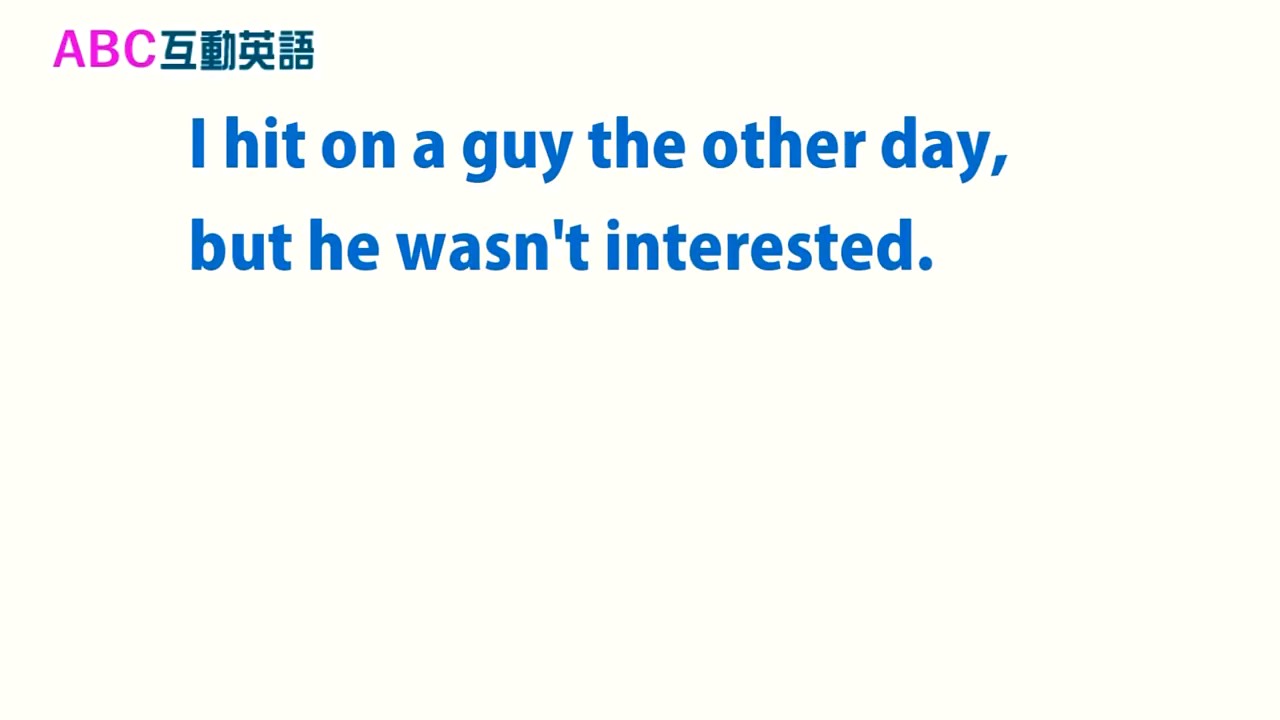 ABC互動英語
I hit on a guy the other day,
but he wasn't interested.